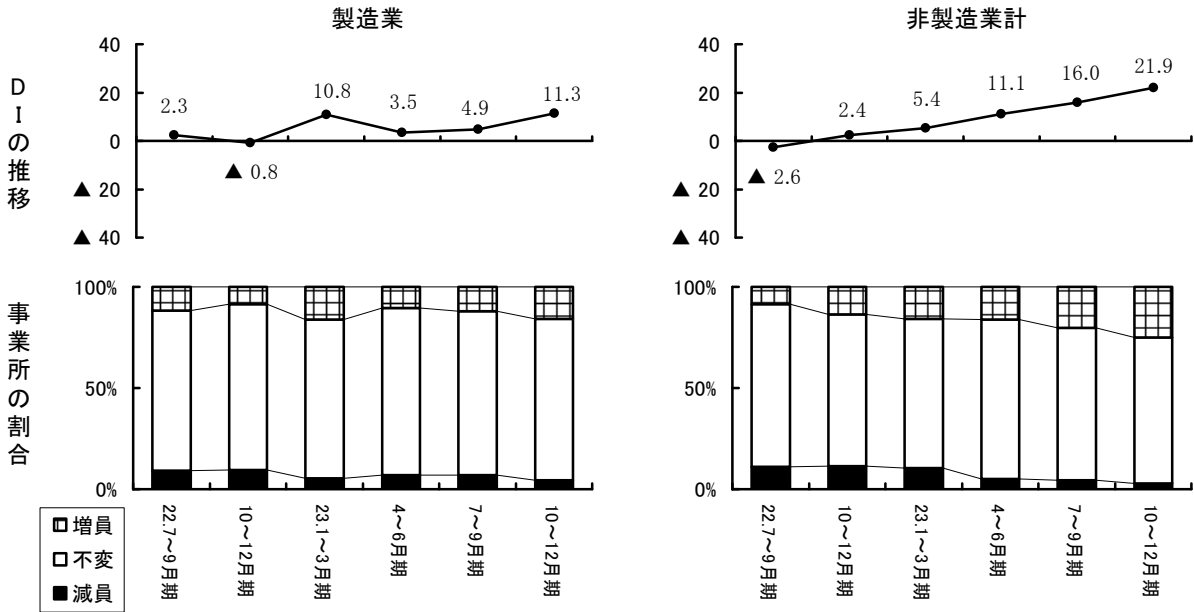 製造業
非製造業計
DIの推移
40
20
0
▲ 20
▲ 40
2.3
▲ 0.8
10.8
3.5
4.9
11.3
40
20
0
▲ 20
▲ 40
▲ 2.6
2.4
5.4
11.1
16.0
21.9
事業所の割合
100%
50%
0%
22.7～9月期
10～12月期
23.1～3月期
4～6月期
7～9月期
10～12月期
100%
50%
0%
22.7～9月期
10～12月期
23.1～3月期
4～6月期
7～9月期
10～12月期
増員
不変
減員